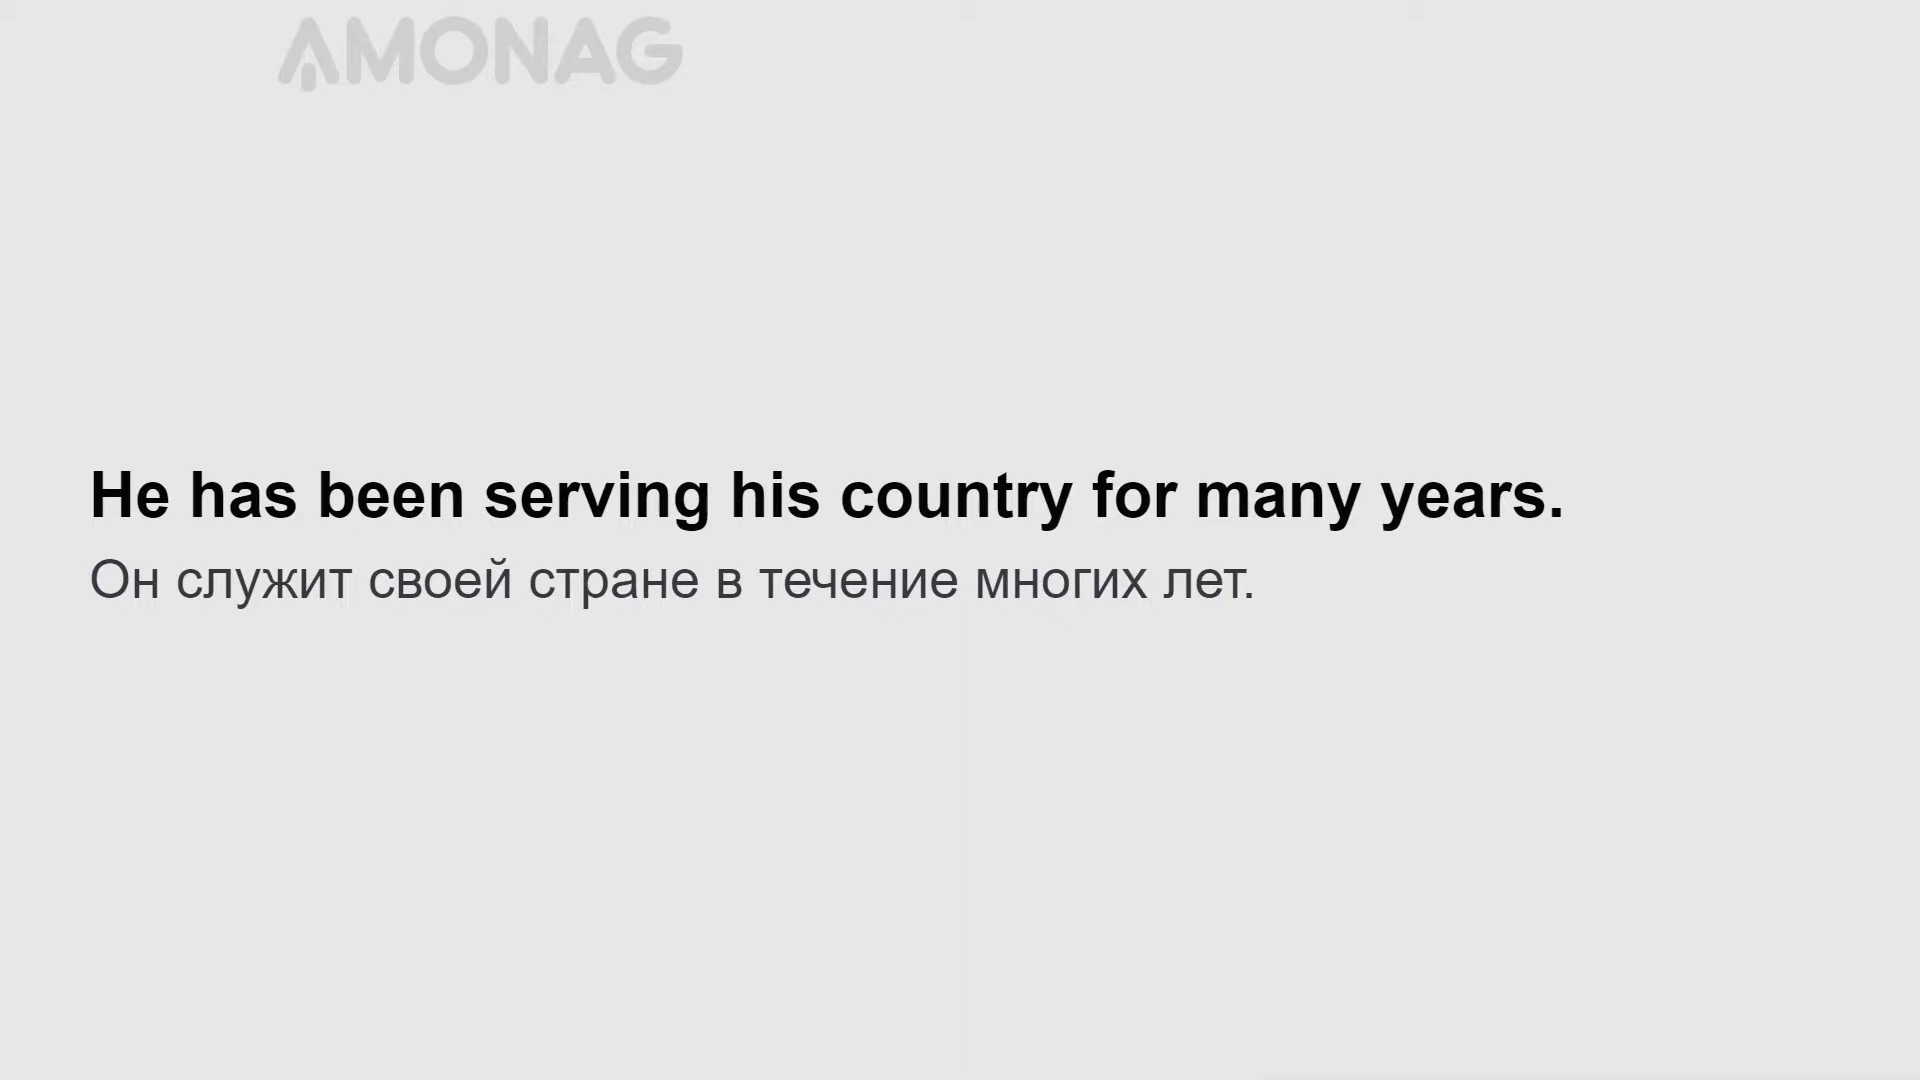 AMONAG
He has been serving his country for many years.
Он служит своей стране в течение многих лет.